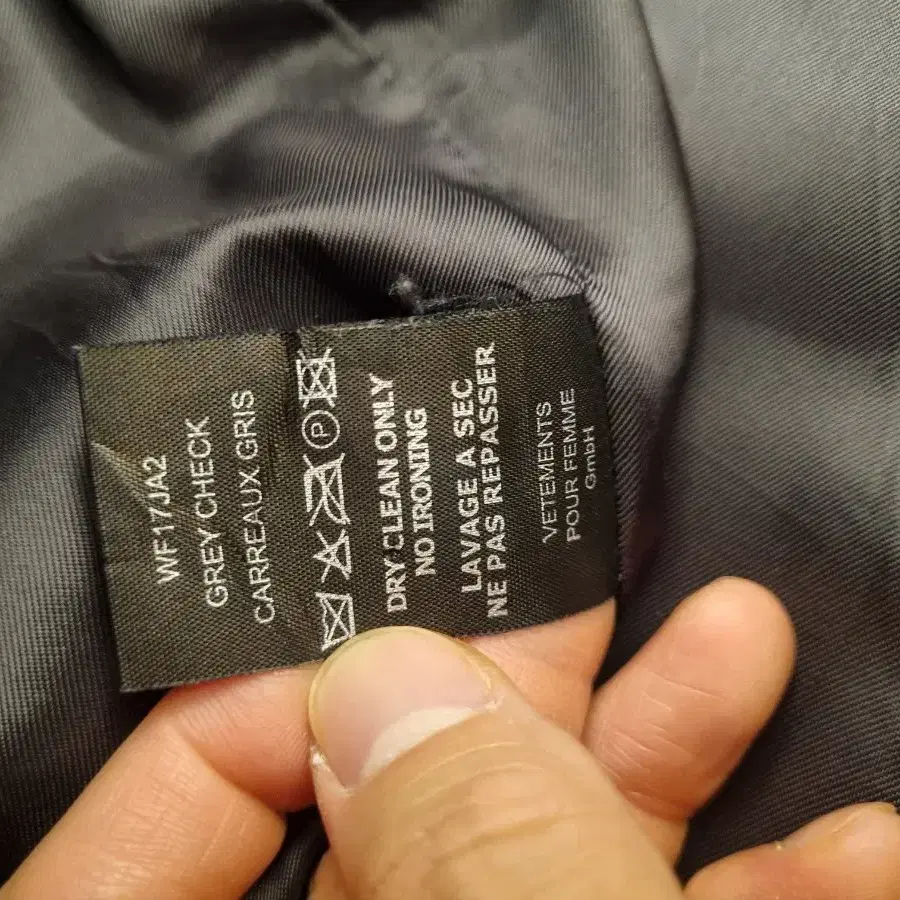 WF17JA2
GREY CHECK
CARREAUX GRIS
P
DRY CLEAN ONLY
NO IRONING
LAVAGE A SEC
NE PAS REPASSER
VETEMENTS
POUR FEMME
GmbH